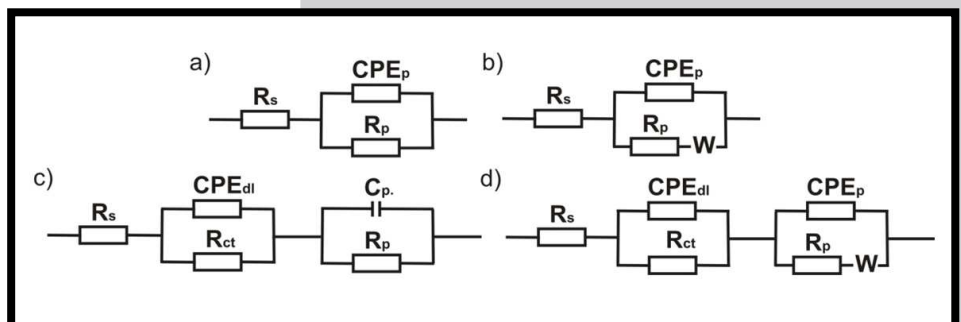 a)
Rs
CPEp
Rp
b)
Rs
CPEp
Rp
W
c)
Rs
CPEdl
Rct
Cp.
Rp
d)
Rs
CPEdl
Rct
CPEp
Rp
W